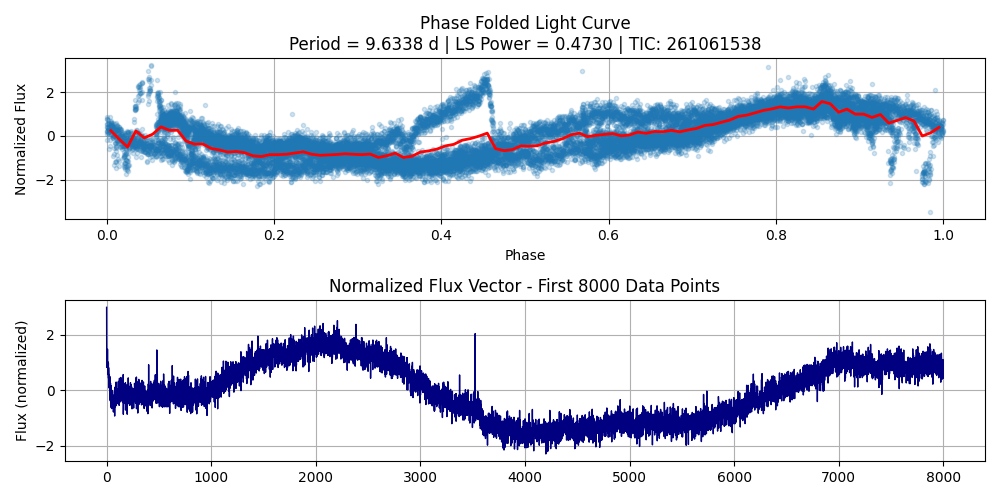 Phase Folded Light Curve
Period = 9.6338 d | LS Power = 0.4730 | TIC: 261061538
Normalized Flux
2
0
−2
0.0 0.2 0.4 0.6 0.8 1.0
Phase
Normalized Flux Vector - First 8000 Data Points
Flux (normalized)
2
0
−2
0 1000 2000 3000 4000 5000 6000 7000 8000